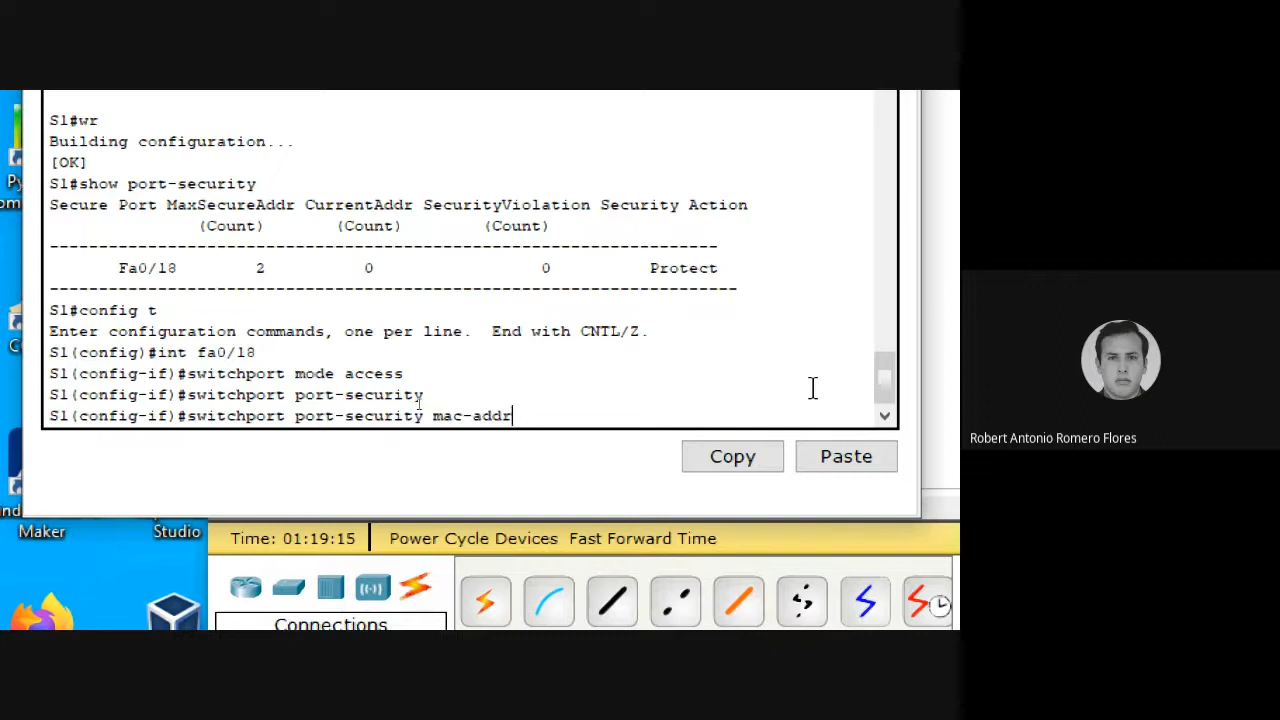 S1#wr
Building configuration...
[OK]
S1#show port-security
Secure Port MaxSecureAddr CurrentAddr SecurityViolation Security Action
(Count) (Count) (Count)
--------------------------------------------------------------------
Fa0/18 2 0 0 Protect
----------------------------------------------------------------------
S1#config t
Enter configuration commands, one per line. End with CNTL/Z.
S1(config)#int fa0/18
S1(config-if)#switchport mode access
S1(config-if)#switchport port-security
S1(config-if)#switchport port-security mac-addr
Copy Paste
Robert Antonio Romero Flores
Maker Studio
Time: 01:19:15 Power Cycle Devices Fast Forward Time
Connections